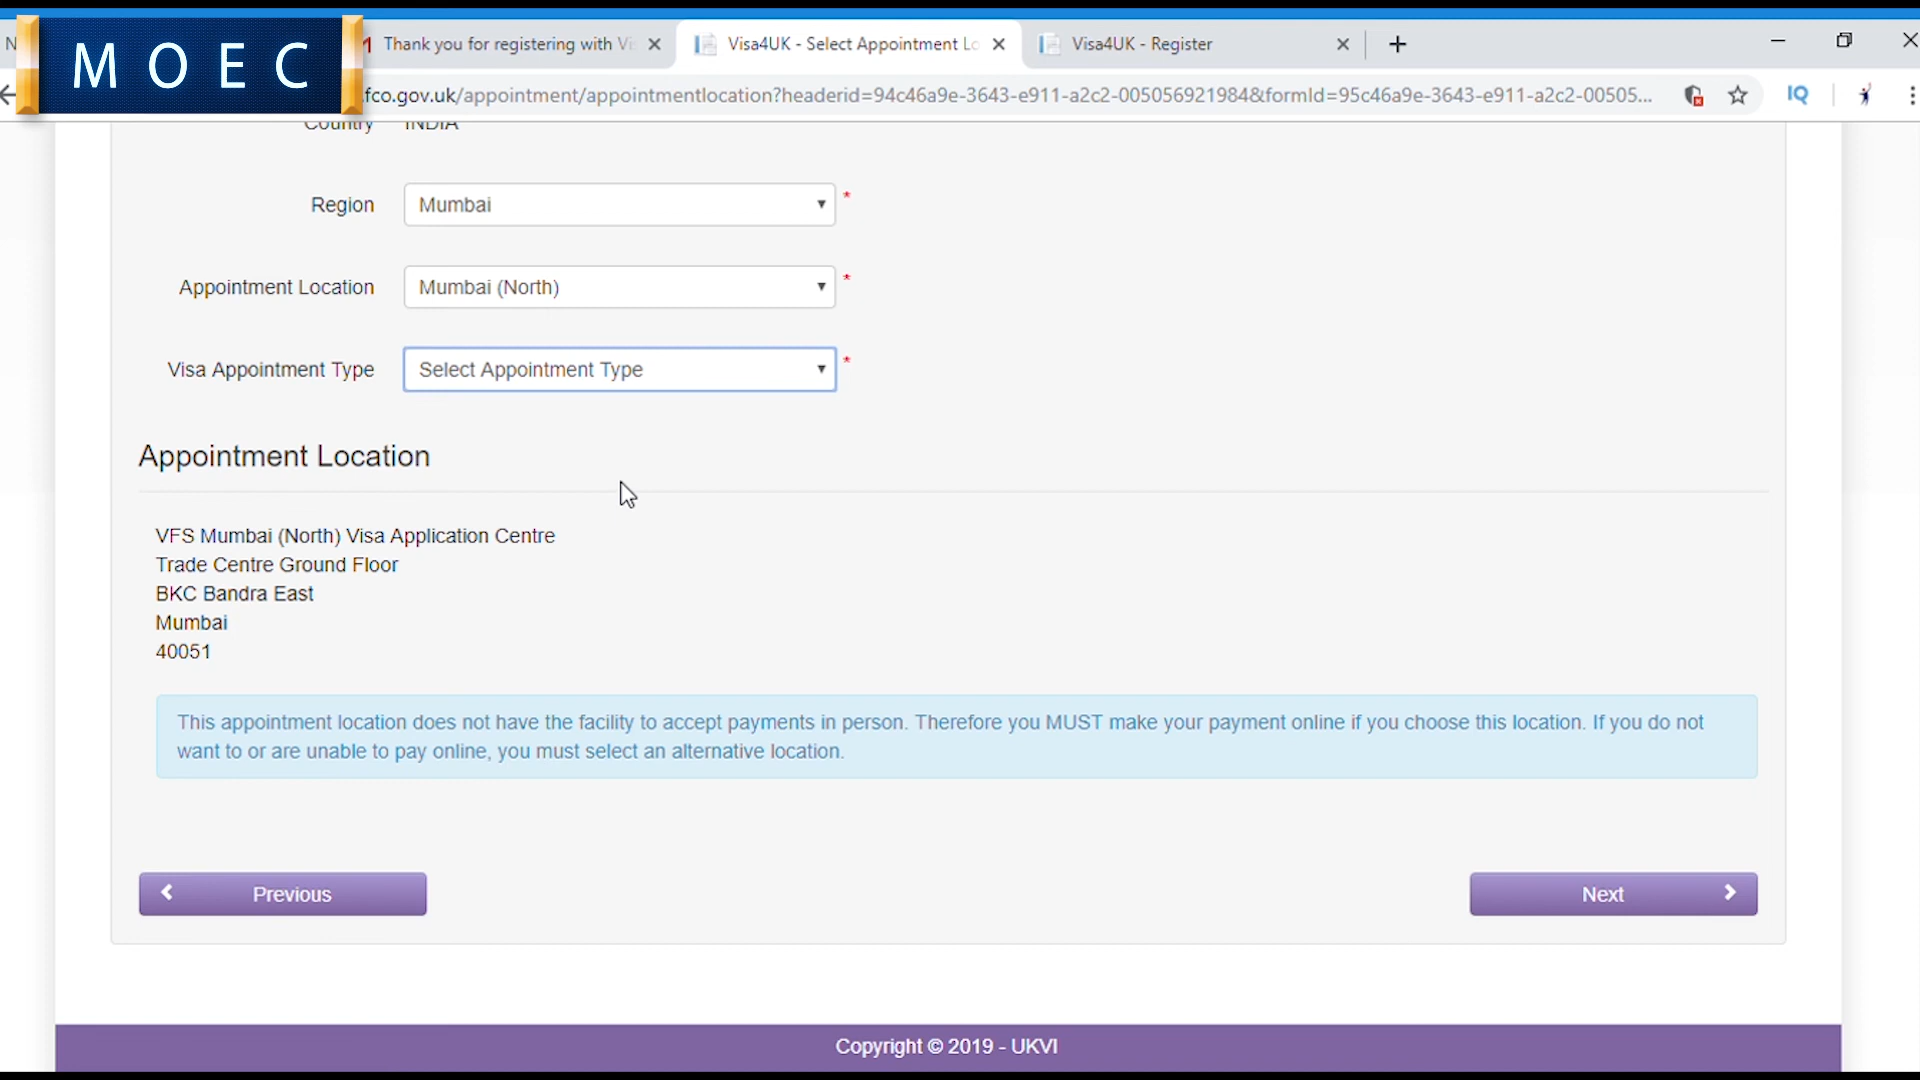 MOEC
Thank you for registering with Vi
Visa4UK - Select Appointment Lo
Visa4UK - Register
fco.gov.uk/appointment/appointmentlocation?headerid=94c46a9e-3643-e911-a2c2-005056921984&formId=95c46a9e-3643-e911-a2c2-00505...
IQ
Country INDIA
Region Mumbai *
Appointment Location Mumbai (North) *
Visa Appointment Type Select Appointment Type *
Appointment Location
VFS Mumbai (North) Visa Application Centre
Trade Centre Ground Floor
BKC Bandra East
Mumbai
40051
This appointment location does not have the facility to accept payments in person. Therefore you MUST make your payment online if you choose this location. If you do not
want to or are unable to pay online, you must select an alternative location.
Previous
Next
Copyright © 2019 - UKVI